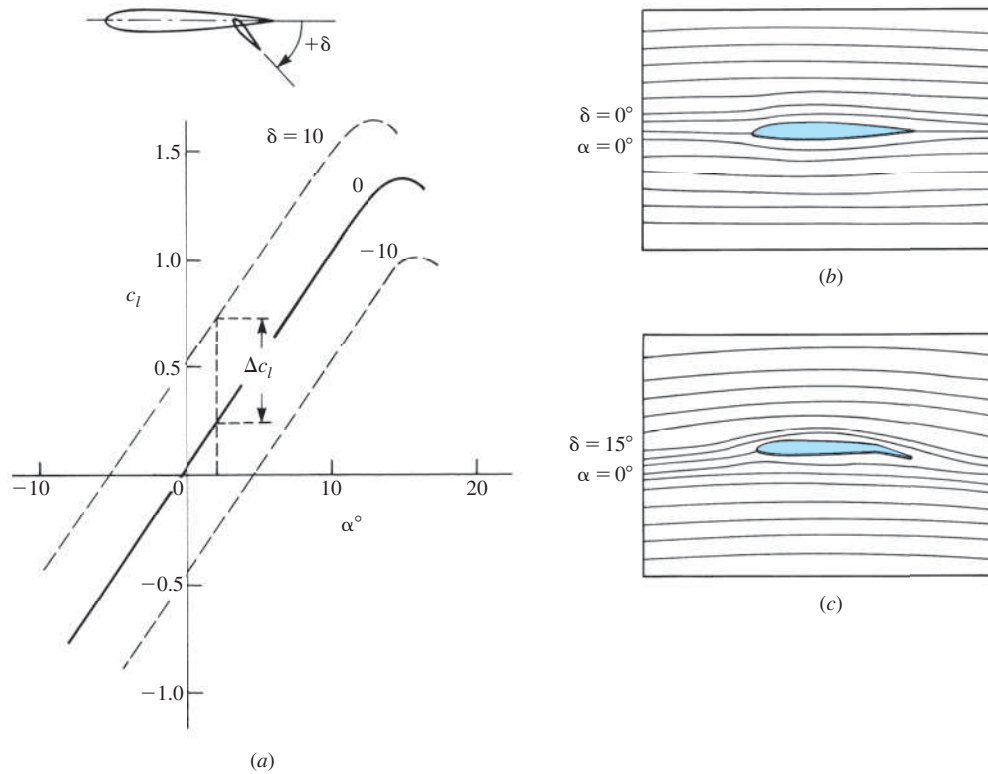 +δ
δ = 10
0
−10
1.5
1.0
0.5
−0.5
−1.0
c_l
Δc_l
−10
0
10
20
α°
(a)
δ = 0°
α = 0°
(b)
δ = 15°
α = 0°
(c)